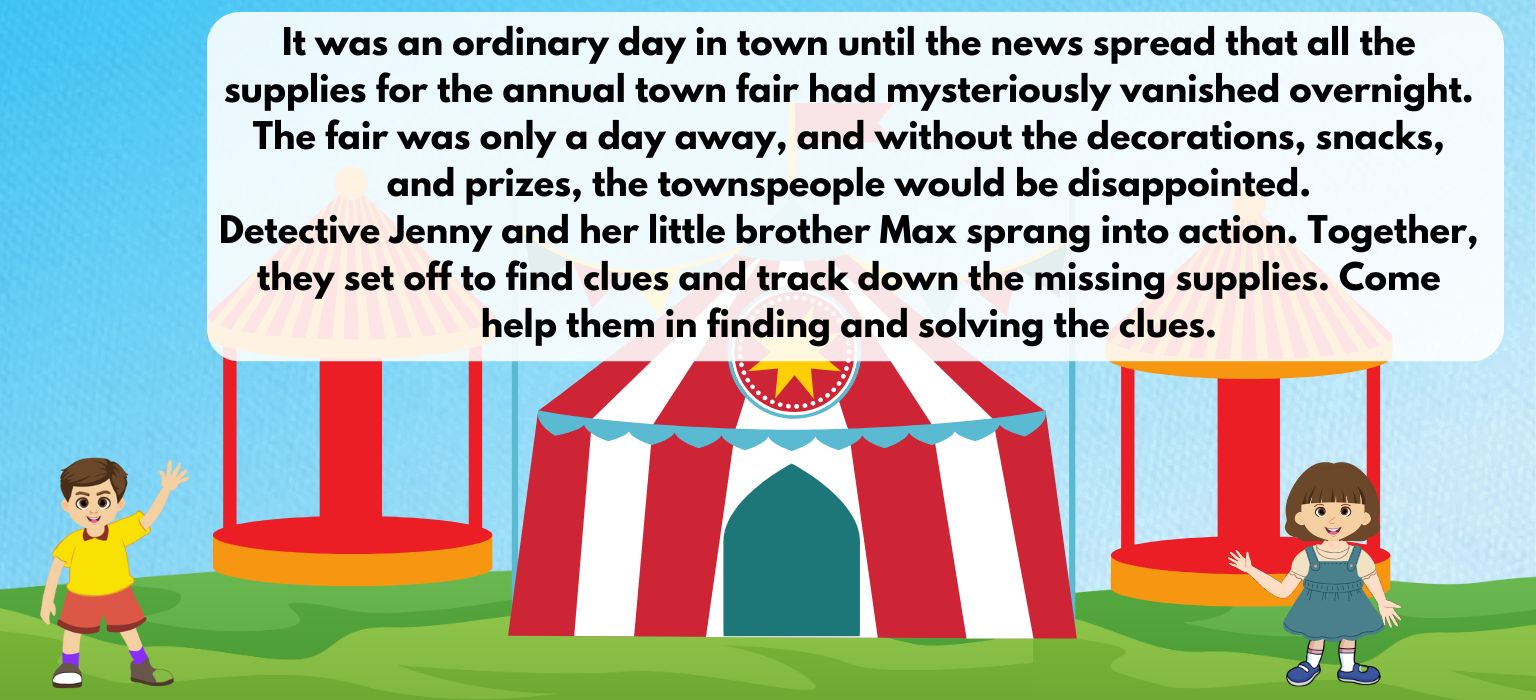 It was an ordinary day in town until the news spread that all the
supplies for the annual town fair had mysteriously vanished overnight.
The fair was only a day away, and without the decorations, snacks,
and prizes, the townspeople would be disappointed.
Detective Jenny and her little brother Max sprang into action. Together,
they set off to find clues and track down the missing supplies. Come
help them in finding and solving the clues.